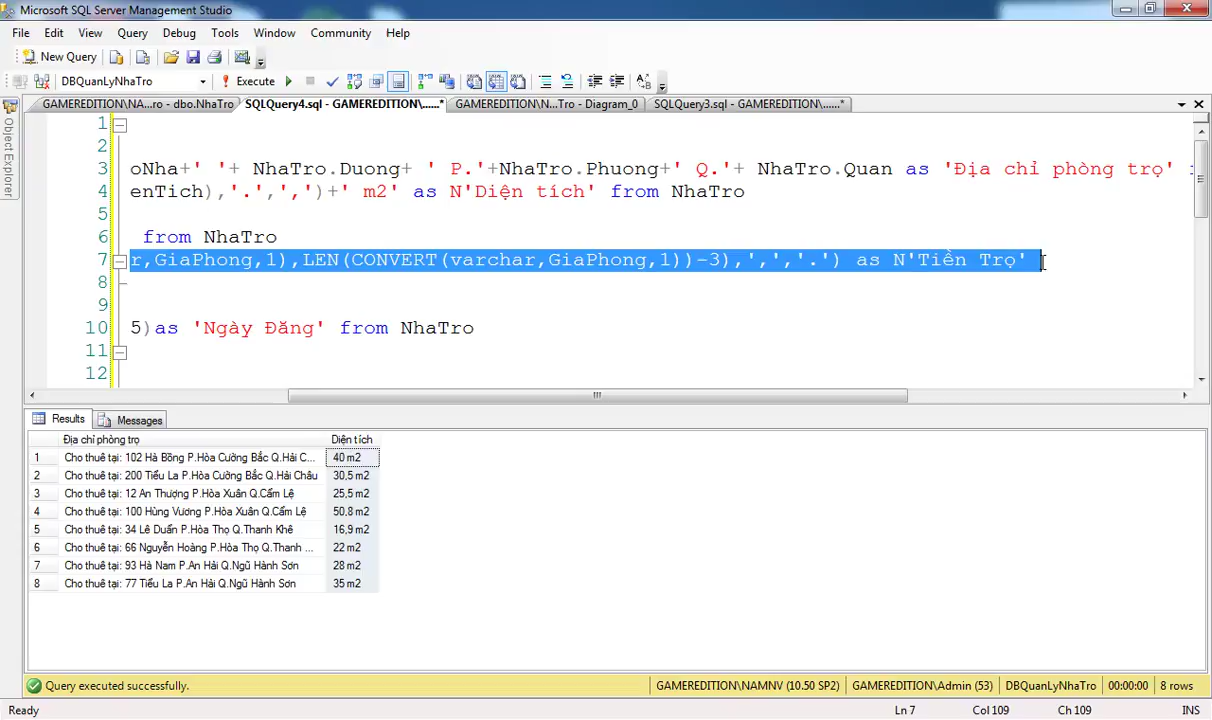 Microsoft SQL Server Management Studio
File Edit View Query Debug Tools Window Community Help
New Query
DBQuanLyNhaTro Execute
GAMEREDITION\NA...ro - dbo.NhaTro SQLQuery4.sql - GAMEREDITION\......* GAMEREDITION\N...Tro - Diagram_0 SQLQuery3.sql - GAMEREDITION\......*
Object Explorer
1
2
3 oNha+' '+ NhaTro.Duong+ ' P.'+NhaTro.Phuong+' Q.'+ NhaTro.Quan as 'Địa chỉ phòng trọ'
4 enTich),'.',',')+' m2' as N'Diện tích' from NhaTro
5
6 from NhaTro
7 r,GiaPhong,1),LEN(CONVERT(varchar,GiaPhong,1))-3),',','.') as N'Tiền Trọ'
8
9
10 5)as 'Ngày Đăng' from NhaTro
11
12
Results Messages
Địa chỉ phòng trọ Diện tích
1 Cho thuê tại: 102 Hà Bồng P.Hòa Cường Bắc Q.Hải C... 40 m2
2 Cho thuê tại: 200 Tiểu La P.Hòa Cường Bắc Q.Hải Châu 30,5 m2
3 Cho thuê tại: 12 An Thượng P.Hòa Xuân Q.Cẩm Lệ 25,5 m2
4 Cho thuê tại: 100 Hùng Vương P.Hòa Xuân Q.Cẩm Lệ 50,8 m2
5 Cho thuê tại: 34 Lê Duẩn P.Hòa Thọ Q.Thanh Khê 16,9 m2
6 Cho thuê tại: 66 Nguyễn Hoàng P.Hòa Thọ Q.Thanh ... 22 m2
7 Cho thuê tại: 93 Hà Nam P.An Hải Q.Ngũ Hành Sơn 28 m2
8 Cho thuê tại: 77 Tiểu La P.An Hải Q.Ngũ Hành Sơn 35 m2
Query executed successfully. GAMEREDITION\NAMNV (10.50 SP2) GAMEREDITION\Admin (53) DBQuanLyNhaTro 00:00:00 8 rows
Ready Ln 7 Col 109 Ch 109 INS